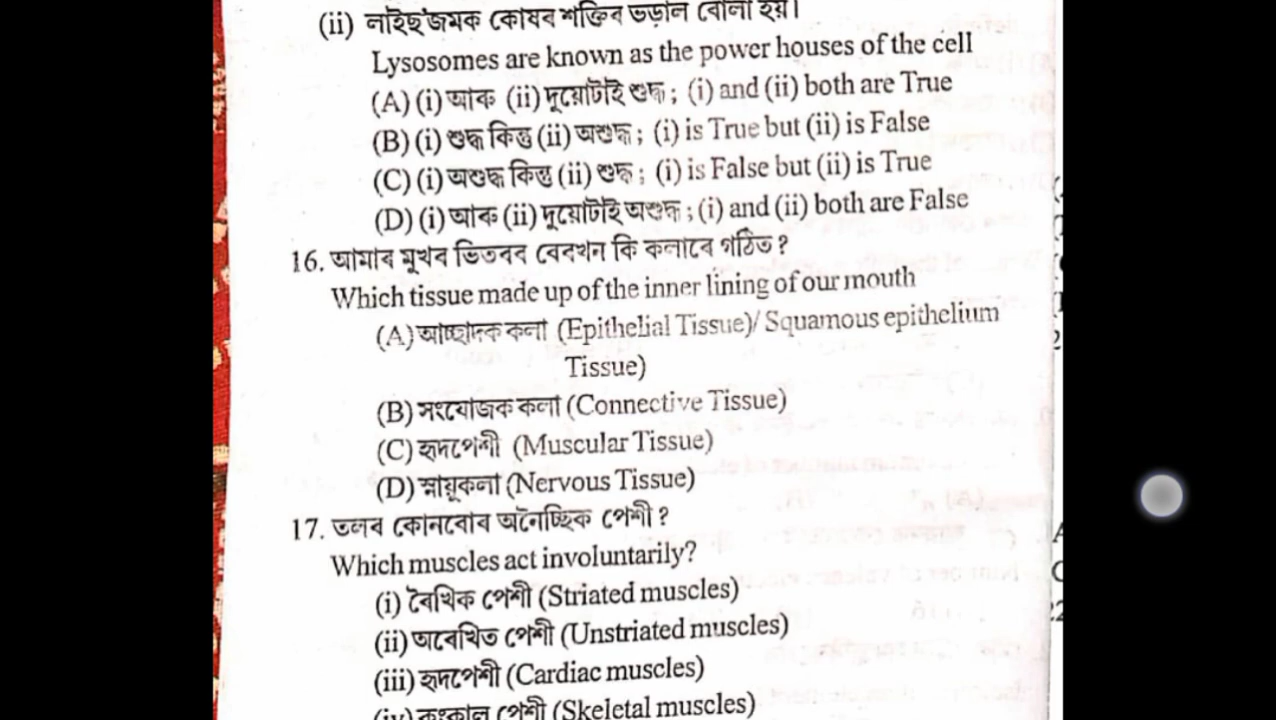 (ii) লাইছ'জমক কোষৰ শক্তিৰ ভড়াল বোলা হয়।
Lysosomes are known as the power houses of the cell
(A) (i) আৰু (ii) দুয়োটাই শুদ্ধ ; (i) and (ii) both are True
(B) (i) শুদ্ধ কিন্তু (ii) অশুদ্ধ ; (i) is True but (ii) is False
(C) (i) অশুদ্ধ কিন্তু (ii) শুদ্ধ ; (i) is False but (ii) is True
(D) (i) আৰু (ii) দুয়োটাই অশুদ্ধ ; (i) and (ii) both are False
16. আমাৰ মুখৰ ভিতৰৰ বেৰখন কি কলাৰে গঠিত ?
Which tissue made up of the inner lining of our mouth
(A) আচ্ছাদক কলা (Epithelial Tissue)/ Squamous epithelium
Tissue)
(B) সংযোজক কলা (Connective Tissue)
(C) হৃদপেশী (Muscular Tissue)
(D) স্নায়ুকলা (Nervous Tissue)
17. তলৰ কোনবোৰ অনৈচ্ছিক পেশী ?
Which muscles act involuntarily?
(i) ৰৈখিক পেশী (Striated muscles)
(ii) অৰেখিত পেশী (Unstriated muscles)
(iii) হৃদপেশী (Cardiac muscles)
(iv) কংকাল পেশী (Skeletal muscles)